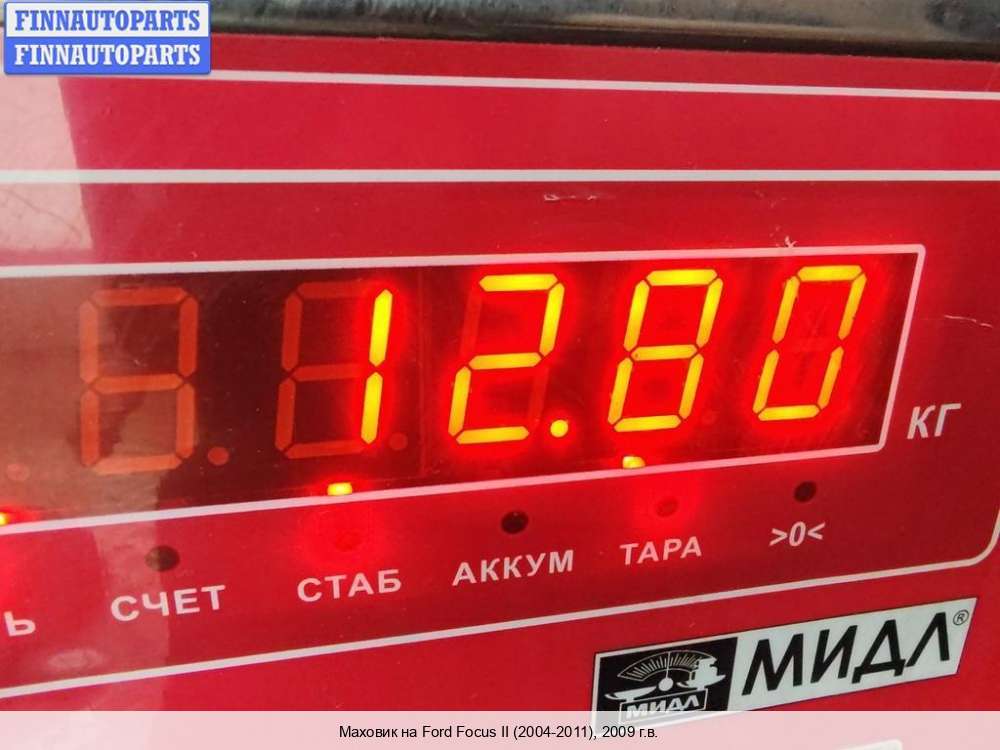 FINNAUTOPARTS
FINNAUTOPARTS
12.80
КГ
Ь СЧЕТ СТАБ АККУМ ТАРА >0<
МИДЛ МИДЛ®
Маховик на Ford Focus II (2004-2011), 2009 г.в.